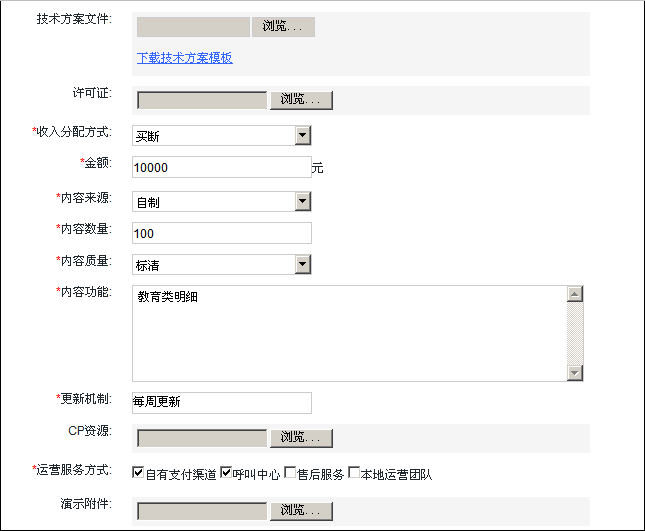 技术方案文件: 浏览...
下载技术方案模板
许可证: 浏览...
*收入分配方式: 买断
*金额: 10000 元
*内容来源: 自制
*内容数量: 100
*内容质量: 标清
*内容功能: 教育类明细
*更新机制: 每周更新
CP资源: 浏览...
*运营服务方式: 自有支付渠道 呼叫中心 售后服务 本地运营团队
演示附件: 浏览...